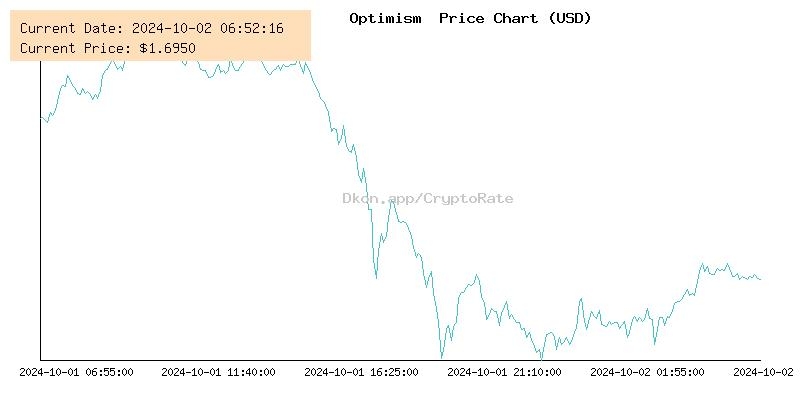 Optimism  Price Chart (USD)
Current Date: 2024-10-02 06:52:16
Current Price: $1.6950
Dkon.app/CryptoRate
2024-10-01 06:55:00 2024-10-01 11:40:00 2024-10-01 16:25:00 2024-10-01 21:10:00 2024-10-02 01:55:00 2024-10-02